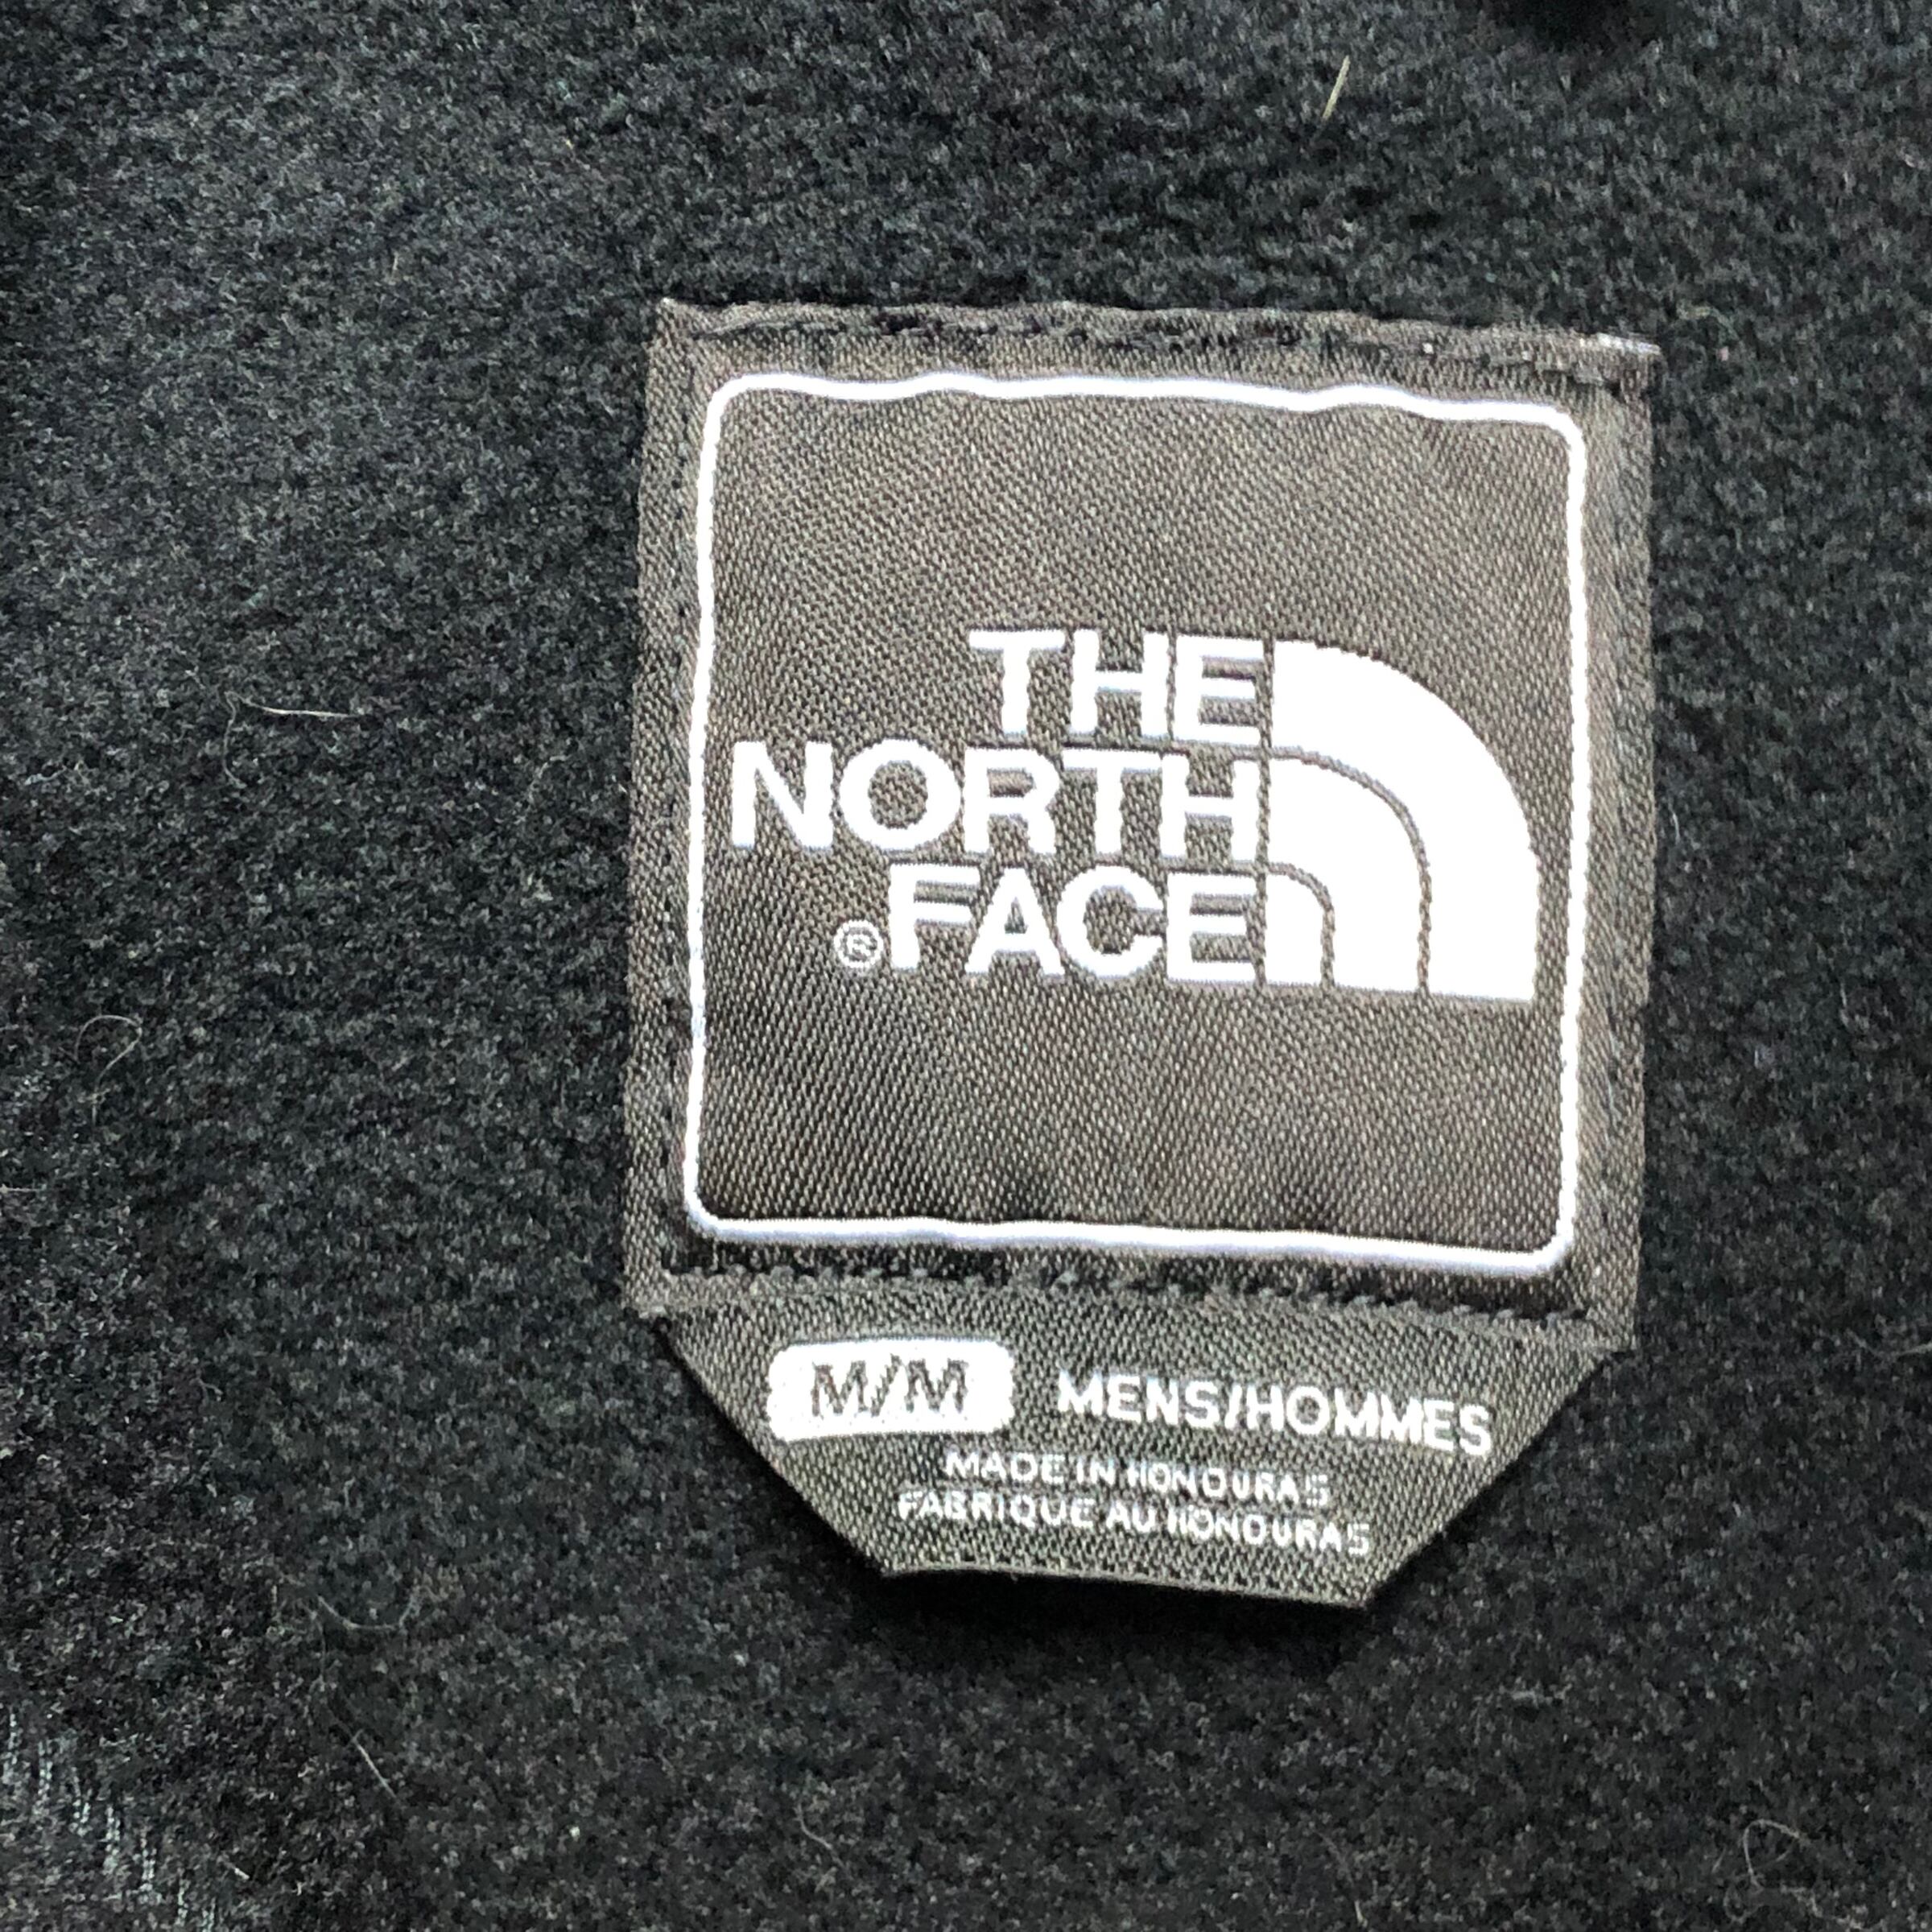 THE
NORTH
®FACE
M/M MENS/HOMMES
MADE IN HONDURAS
FABRIQUE AU HONDURAS